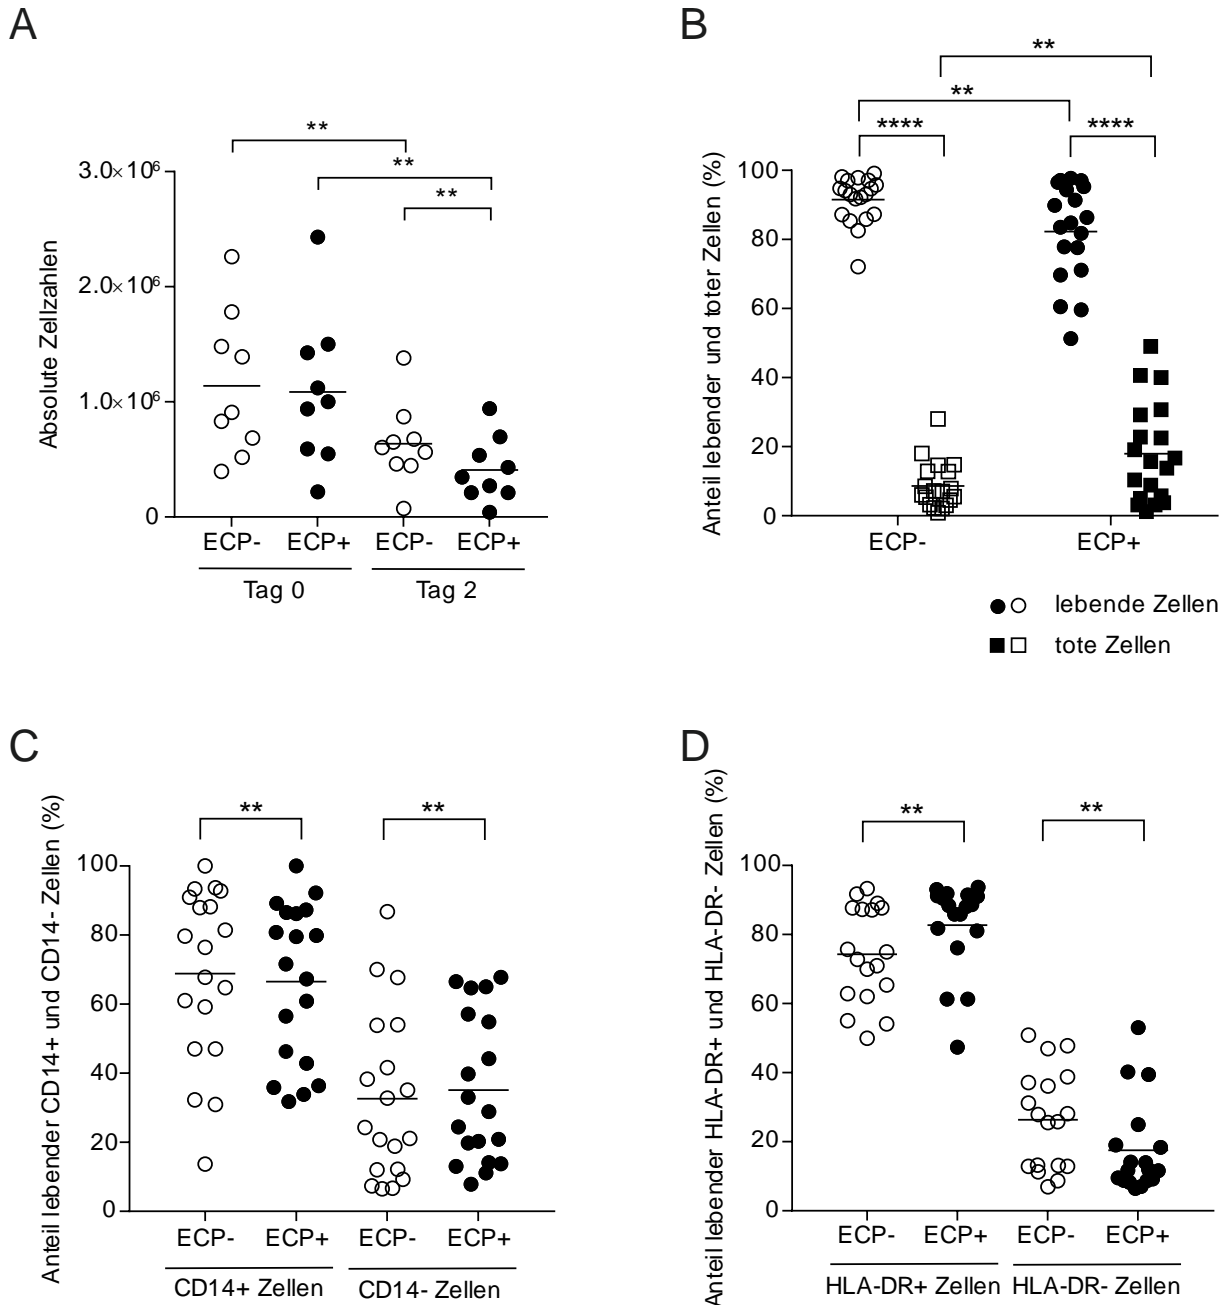 A
Absolute Zellzahlen
3.0×10⁶
2.0×10⁶
1.0×10⁶
0
**
**
**
ECP- ECP+ ECP- ECP+
Tag 0 Tag 2
B
Anteil lebender und toter Zellen (%)
100
80
60
40
20
0
**
**
**** ****
ECP- ECP+
lebende Zellen
tote Zellen
C
Anteil lebender CD14+ und CD14- Zellen (%)
100
80
60
40
20
0
** **
ECP- ECP+ ECP- ECP+
CD14+ Zellen CD14- Zellen
D
Anteil lebender HLA-DR+ und HLA-DR- Zellen (%)
100
80
60
40
20
0
** **
ECP- ECP+ ECP- ECP+
HLA-DR+ Zellen HLA-DR- Zellen